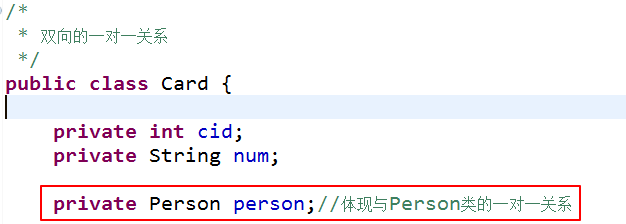 /*
* 双向的一对一关系
*/
public class Card {
private int cid;
private String num;
private Person person;//体现与Person类的一对一关系